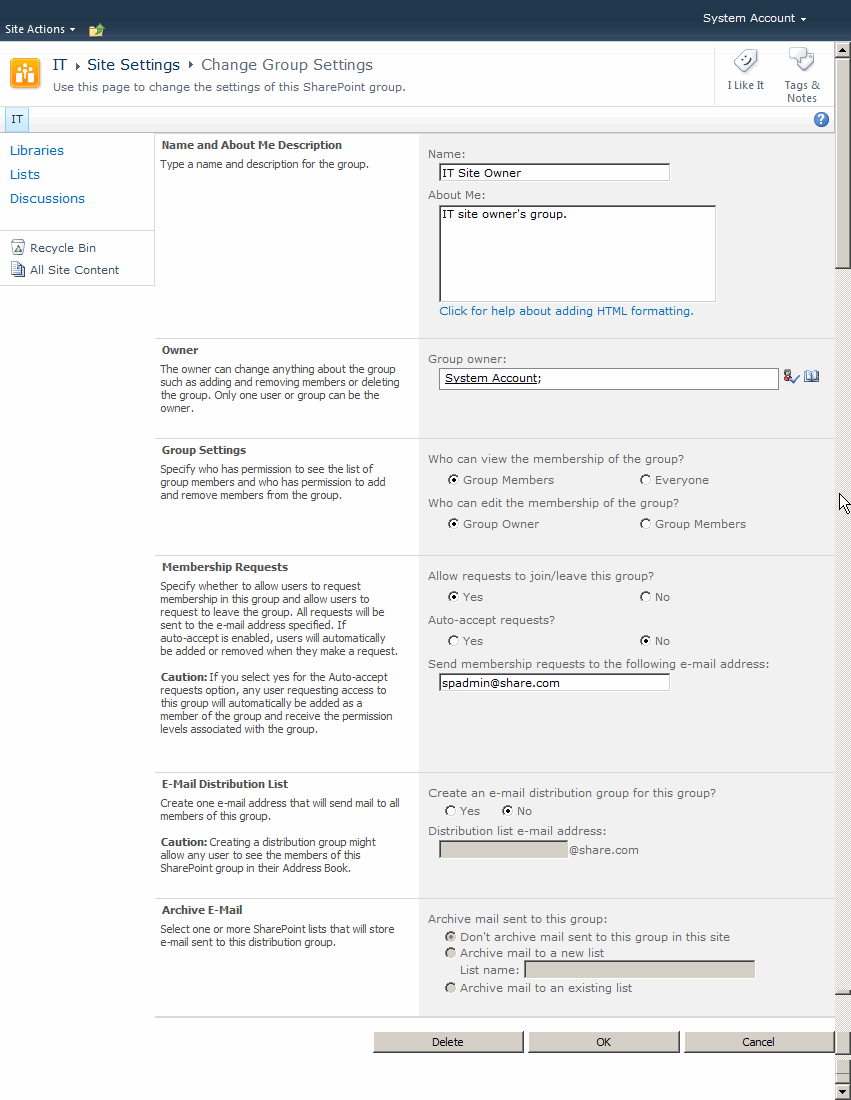 System Account
Site Actions
IT ▸ Site Settings ▸ Change Group Settings
Use this page to change the settings of this SharePoint group.
I Like It
Tags &
Notes
IT
Libraries
Lists
Discussions
Recycle Bin
All Site Content
Name and About Me Description
Type a name and description for the group.
Name:
IT Site Owner
About Me:
IT site owner's group.
Click for help about adding HTML formatting.
Owner
The owner can change anything about the group
such as adding and removing members or deleting
the group. Only one user or group can be the
owner.
Group owner:
System Account;
Group Settings
Specify who has permission to see the list of
group members and who has permission to add
and remove members from the group.
Who can view the membership of the group?
Group Members Everyone
Who can edit the membership of the group?
Group Owner Group Members
Membership Requests
Specify whether to allow users to request
membership in this group and allow users to
request to leave the group. All requests will be
sent to the e-mail address specified. If
auto-accept is enabled, users will automatically
be added or removed when they make a request.
Caution: If you select yes for the Auto-accept
requests option, any user requesting access to
this group will automatically be added as a
member of the group and receive the permission
levels associated with the group.
Allow requests to join/leave this group?
Yes No
Auto-accept requests?
Yes No
Send membership requests to the following e-mail address:
spadmin@share.com
E-Mail Distribution List
Create one e-mail address that will send mail to all
members of this group.
Caution: Creating a distribution group might
allow any user to see the members of this
SharePoint group in their Address Book.
Create an e-mail distribution group for this group?
Yes No
Distribution list e-mail address:
@share.com
Archive E-Mail
Select one or more SharePoint lists that will store
e-mail sent to this distribution group.
Archive mail sent to this group:
Don't archive mail sent to this group in this site
Archive mail to a new list
List name:
Archive mail to an existing list
Delete OK Cancel